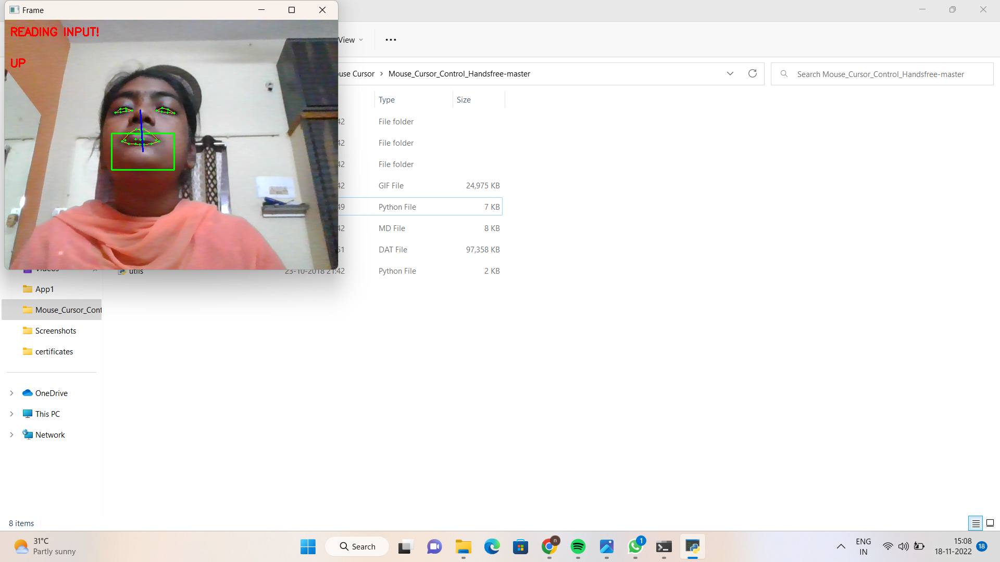 Frame
READING INPUT!
UP
View
use Cursor > Mouse_Cursor_Control_Handsfree-master
Search Mouse_Cursor_Control_Handsfree-master
Type Size
42 File folder
42 File folder
42 File folder
42 GIF File 24,975 KB
49 Python File 7 KB
42 MD File 8 KB
51 DAT File 97,358 KB
Videos
utils 23-10-2018 21:42 Python File 2 KB
App1
Mouse_Cursor_Cont
Screenshots
certificates
OneDrive
This PC
Network
8 items
31°C
Partly sunny
Search
n
1
ENG
IN
15:08
18-11-2022
18